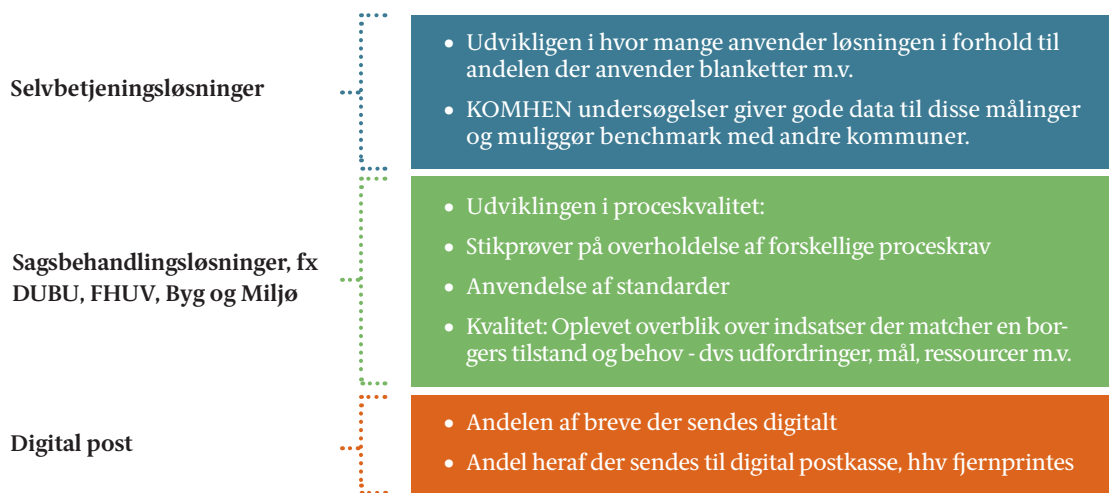 Selvbetjeningsløsninger
• Udvikligen i hvor mange anvender løsningen i forhold til
andelen der anvender blanketter m.v.
• KOMHEN undersøgelser giver gode data til disse målinger
og muliggør benchmark med andre kommuner.
Sagsbehandlingsløsninger, fx
DUBU, FHUV, Byg og Miljø
• Udviklingen i proceskvalitet:
• Stikprøver på overholdelse af forskellige proceskrav
• Anvendelse af standarder
• Kvalitet: Oplevet overblik over indsatser der matcher en bor-
gers tilstand og behov - dvs udfordringer, mål, ressourcer m.v.
Digital post
• Andelen af breve der sendes digitalt
• Andel heraf der sendes til digital postkasse, hhv fjernprintes